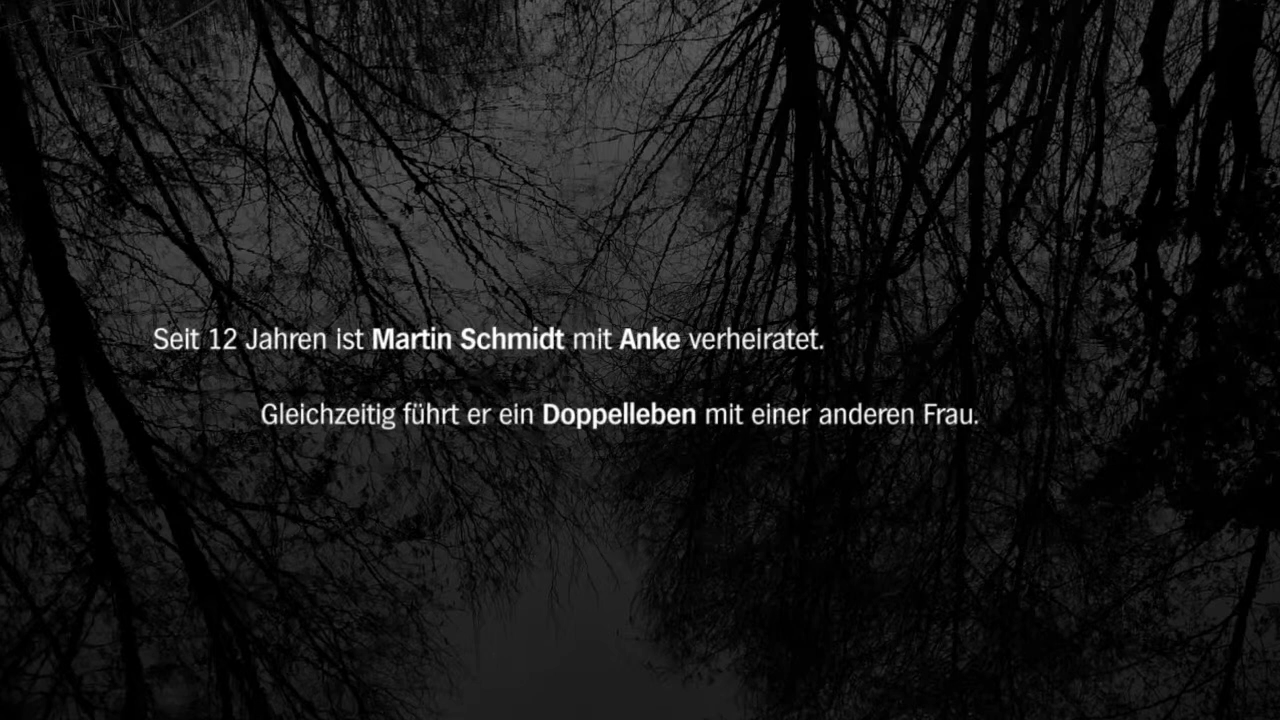 Seit 12 Jahren ist Martin Schmidt mit Anke verheiratet.
Gleichzeitig führt er ein Doppelleben mit einer anderen Frau.